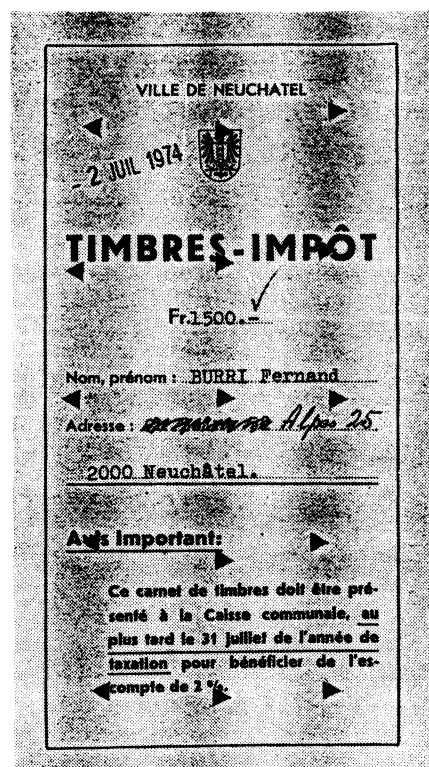 VILLE DE NEUCHATEL
- 2 JUIL 1974
TIMBRES-IMPÔT
Fr.1500.-
Nom, prénom : BURRI Fernand
Adresse : Alpes 25
2000 Neuchâtel.
Avis important:
Ce carnet de timbres doit être pré-
senté à la Caisse communale, au
plus tard le 31 juillet de l'année de
taxation pour bénéficier de l'es-
compte de 2 %.